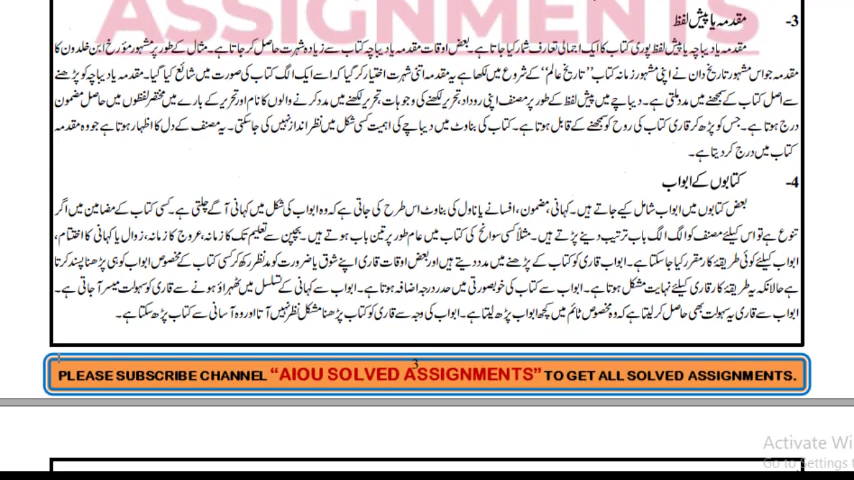 ASSIGNMENTS
3- مقدمہ یا پیش لفظ
مقدمہ یا دیباچہ یا پیش لفظ پوری کتاب کا ایک اجمالی تعارف شمار کیا جاتا ہے۔ بعض اوقات مقدمہ یا دیباچہ کتاب سے زیادہ شہرت حاصل کر جاتا ہے۔ مثال کے طور پر مشہور مؤرخ ابن خلدون کا
مقدمہ جو اس مشہور تاریخ دان نے اپنی مشہور زمانہ کتاب "تاریخ عالم" کے شروع میں لکھا ہے یہ مقدمہ اتنی شہرت اختیار کر گیا کہ اسے ایک الگ کتاب کی صورت میں شائع کیا گیا۔ مقدمہ یا دیباچہ کو پڑھنے
سے اصل کتاب کے سمجھنے میں مدد ملتی ہے۔ دیباچے میں پیش لفظ کے طور پر مصنف اپنی روداد، تحریر لکھنے کی وجوہات، تحریر لکھنے میں مدد کرنے والوں کا نام اور تحریر کے بارے میں مختصر لفظوں میں حاصل مضمون
درج ہوتا ہے۔ جس کو پڑھ کر قاری کتاب کی روح کو سمجھنے کے قابل ہوتا ہے۔ کتاب کی بناوٹ میں دیباچے کی اہمیت کسی شکل میں نظر انداز نہیں کی جا سکتی۔ یہ مصنف کے دل کا اظہار ہوتا ہے جو وہ مقدمہ
کتاب میں درج کر دیتا ہے۔
4- کتابوں کے ابواب
بعض کتابوں میں ابواب شامل کیے جاتے ہیں۔ کہانی، مضمون، افسانے یا ناول کی بناوٹ اس طرح کی جاتی ہے کہ وہ ابواب کی شکل میں کہانی آگے چلتی ہے۔ کسی کتاب کے مضامین میں اگر
تنوع ہے تو اس کیلئے مصنف کو الگ الگ باب ترتیب دینے پڑتے ہیں۔ مثلاً کسی سوانح کی کتاب میں عام طور پر تین باب ہوتے ہیں۔ بچپن سے تعلیم تک کا زمانہ، عروج کا زمانہ، زوال یا کہانی کا اختتام،
ابواب کیلئے کوئی طریقۂ کار مقرر کیا جا سکتا ہے۔ ابواب قاری کو کتاب کے پڑھنے میں مدد دیتے ہیں اور بعض اوقات قاری اپنے شوق یا ضرورت کو مدنظر رکھ کر کسی کتاب کے مخصوص ابواب کو ہی پڑھنا پسند کرتا
ہے حالانکہ یہ طریقۂ کار قاری کیلئے نہایت مشکل ہوتا ہے۔ ابواب سے کتاب کی خوبصورتی میں حد درجہ اضافہ ہوتا ہے۔ ابواب سے کہانی کے تسلسل میں ٹھہراؤ ہونے سے قاری کو سہولت میسر آ جاتی ہے۔
ابواب سے قاری یہ سہولت بھی حاصل کر لیتا ہے کہ وہ مخصوص ٹائم میں کچھ ابواب پڑھ لیتا ہے۔ ابواب کی وجہ سے قاری کو کتاب پڑھنا مشکل نظر نہیں آتا اور وہ آسانی سے کتاب پڑھ سکتا ہے۔
3
PLEASE SUBSCRIBE CHANNEL “AIOU SOLVED ASSIGNMENTS” TO GET ALL SOLVED ASSIGNMENTS.
Activate Wi
Go to Settings